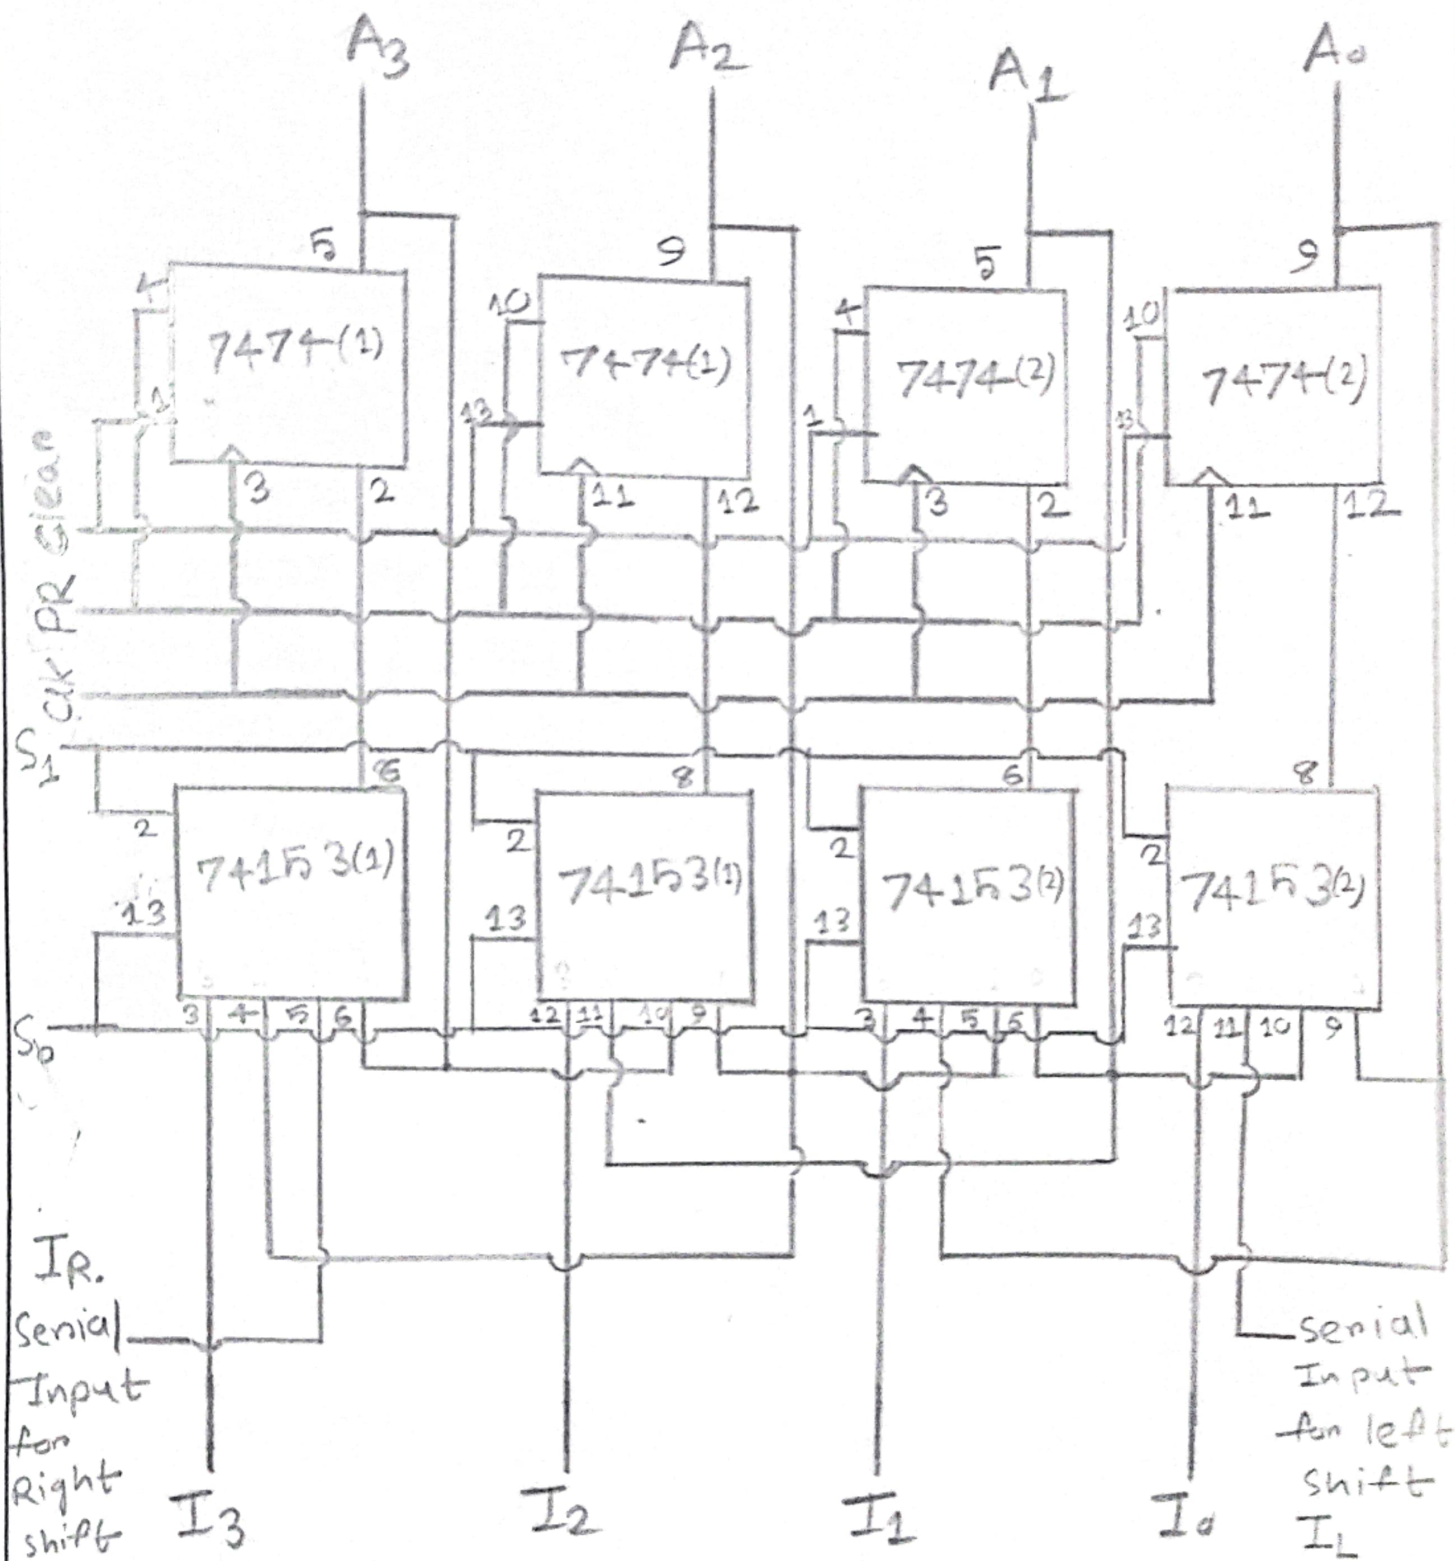 A3 A2 A1 A0
5 9 5 9
4 10 4 10
7474(1) 7474(1) 7474(2) 7474(2)
1 13 1 13
3 2 11 12 3 2 11 12
Clear
PR
Clk
S1
6 8 6 8
2 2 2 2
74153(1) 74153(1) 74153(2) 74153(2)
13 13 13 13
3 4 5 6 12 11 10 9 3 4 5 6 12 11 10 9
S0
IR.
Serial
Input
for
Right
shift
I3 I2 I1 I0
serial
Input
for left
shift
IL